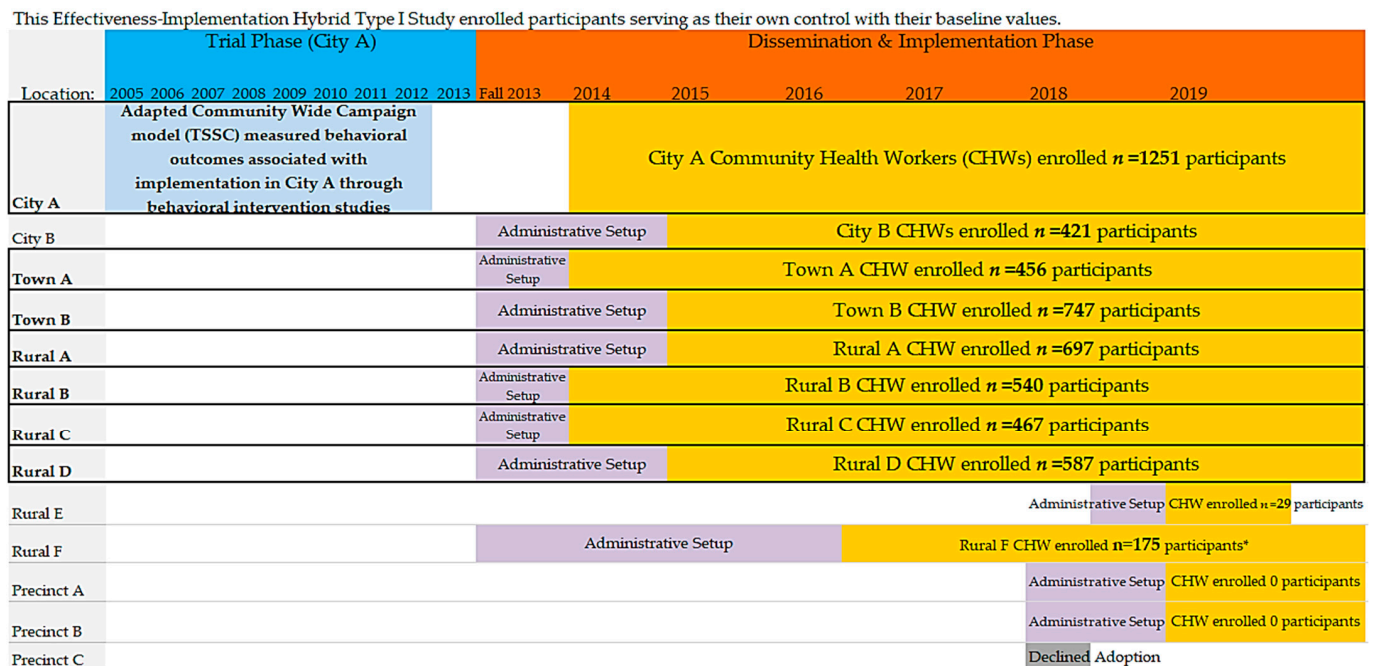 This Effectiveness-Implementation Hybrid Type I Study enrolled participants serving as their own control with their baseline values.
Trial Phase (City A) Dissemination & Implementation Phase
Location: 2005 2006 2007 2008 2009 2010 2011 2012 2013 Fall 2013 2014 2015 2016 2017 2018 2019
Adapted Community Wide Campaign
model (TSSC) measured behavioral
outcomes associated with
implementation in City A through
behavioral intervention studies
City A Community Health Workers (CHWs) enrolled n =1251 participants
City A
City B Administrative Setup City B CHWs enrolled n =421 participants
Administrative
Setup
Town A CHW enrolled n =456 participants
Town A
Town B Administrative Setup Town B CHW enrolled n =747 participants
Rural A Administrative Setup Rural A CHW enrolled n =697 participants
Administrative
Setup
Rural B CHW enrolled n =540 participants
Rural B
Administrative
Setup
Rural C CHW enrolled n =467 participants
Rural C
Rural D Administrative Setup Rural D CHW enrolled n =587 participants
Rural E Administrative Setup CHW enrolled n=29 participants
Rural F Administrative Setup Rural F CHW enrolled n=175 participants*
Precinct A Administrative Setup CHW enrolled 0 participants
Precinct B Administrative Setup CHW enrolled 0 participants
Precinct C Declined Adoption